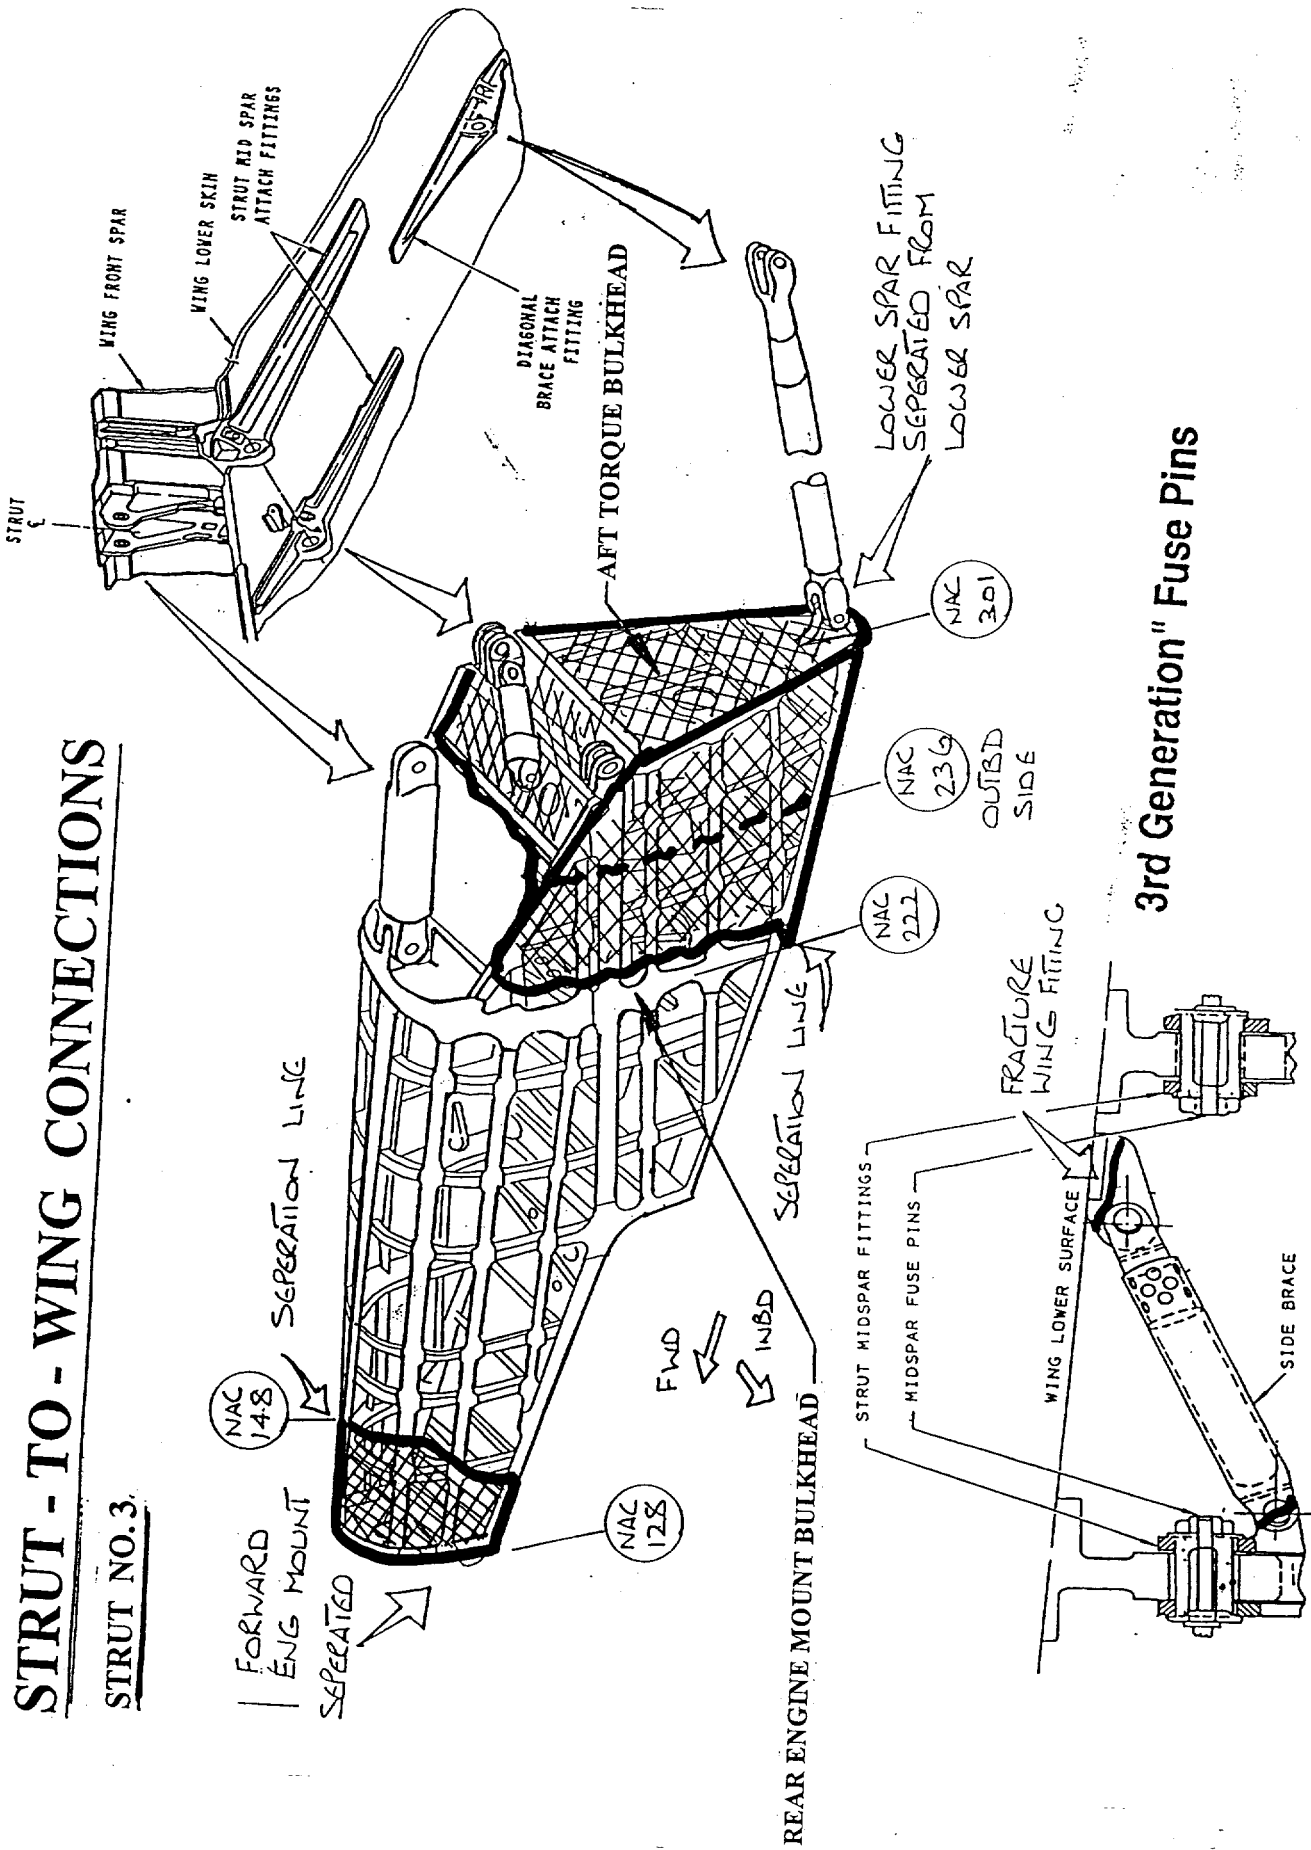 STRUT - TO - WING CONNECTIONS
STRUT NO. 3.
STRUT
℄
WING FRONT SPAR
WING LOVER SKIN
STRUT MID SPAR
ATTACH FITTINGS
DIAGONAL
BRACE ATTACH
FITTING
AFT TORQUE BULKHEAD
NAC
148
SEPERATION LINE
FORWARD
ENG MOUNT
SEPERATED
NAC
128
FWD
INBD
SEPERATION LINE
NAC
222
NAC
236
OUTBD
SIDE
NAC
301
LOWER SPAR FITTING
SEPERATED FROM
LOWER SPAR
REAR ENGINE MOUNT BULKHEAD
STRUT MIDSPAR FITTINGS
MIDSPAR FUSE PINS
WING LOWER SURFACE
FRACTURE
WING FITTING
SIDE BRACE
3rd Generation" Fuse Pins